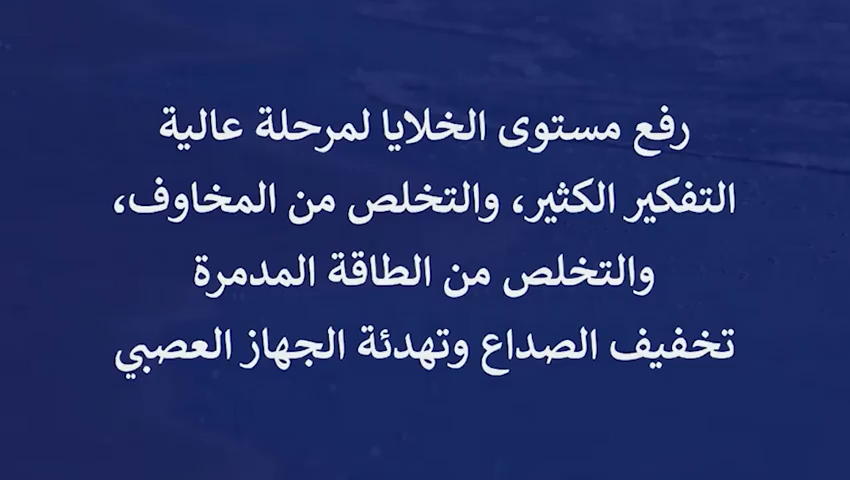 رفع مستوى الخلايا لمرحلة عالية
التفكير الكثير، والتخلص من المخاوف،
والتخلص من الطاقة المدمرة
تخفيف الصداع وتهدئة الجهاز العصبي